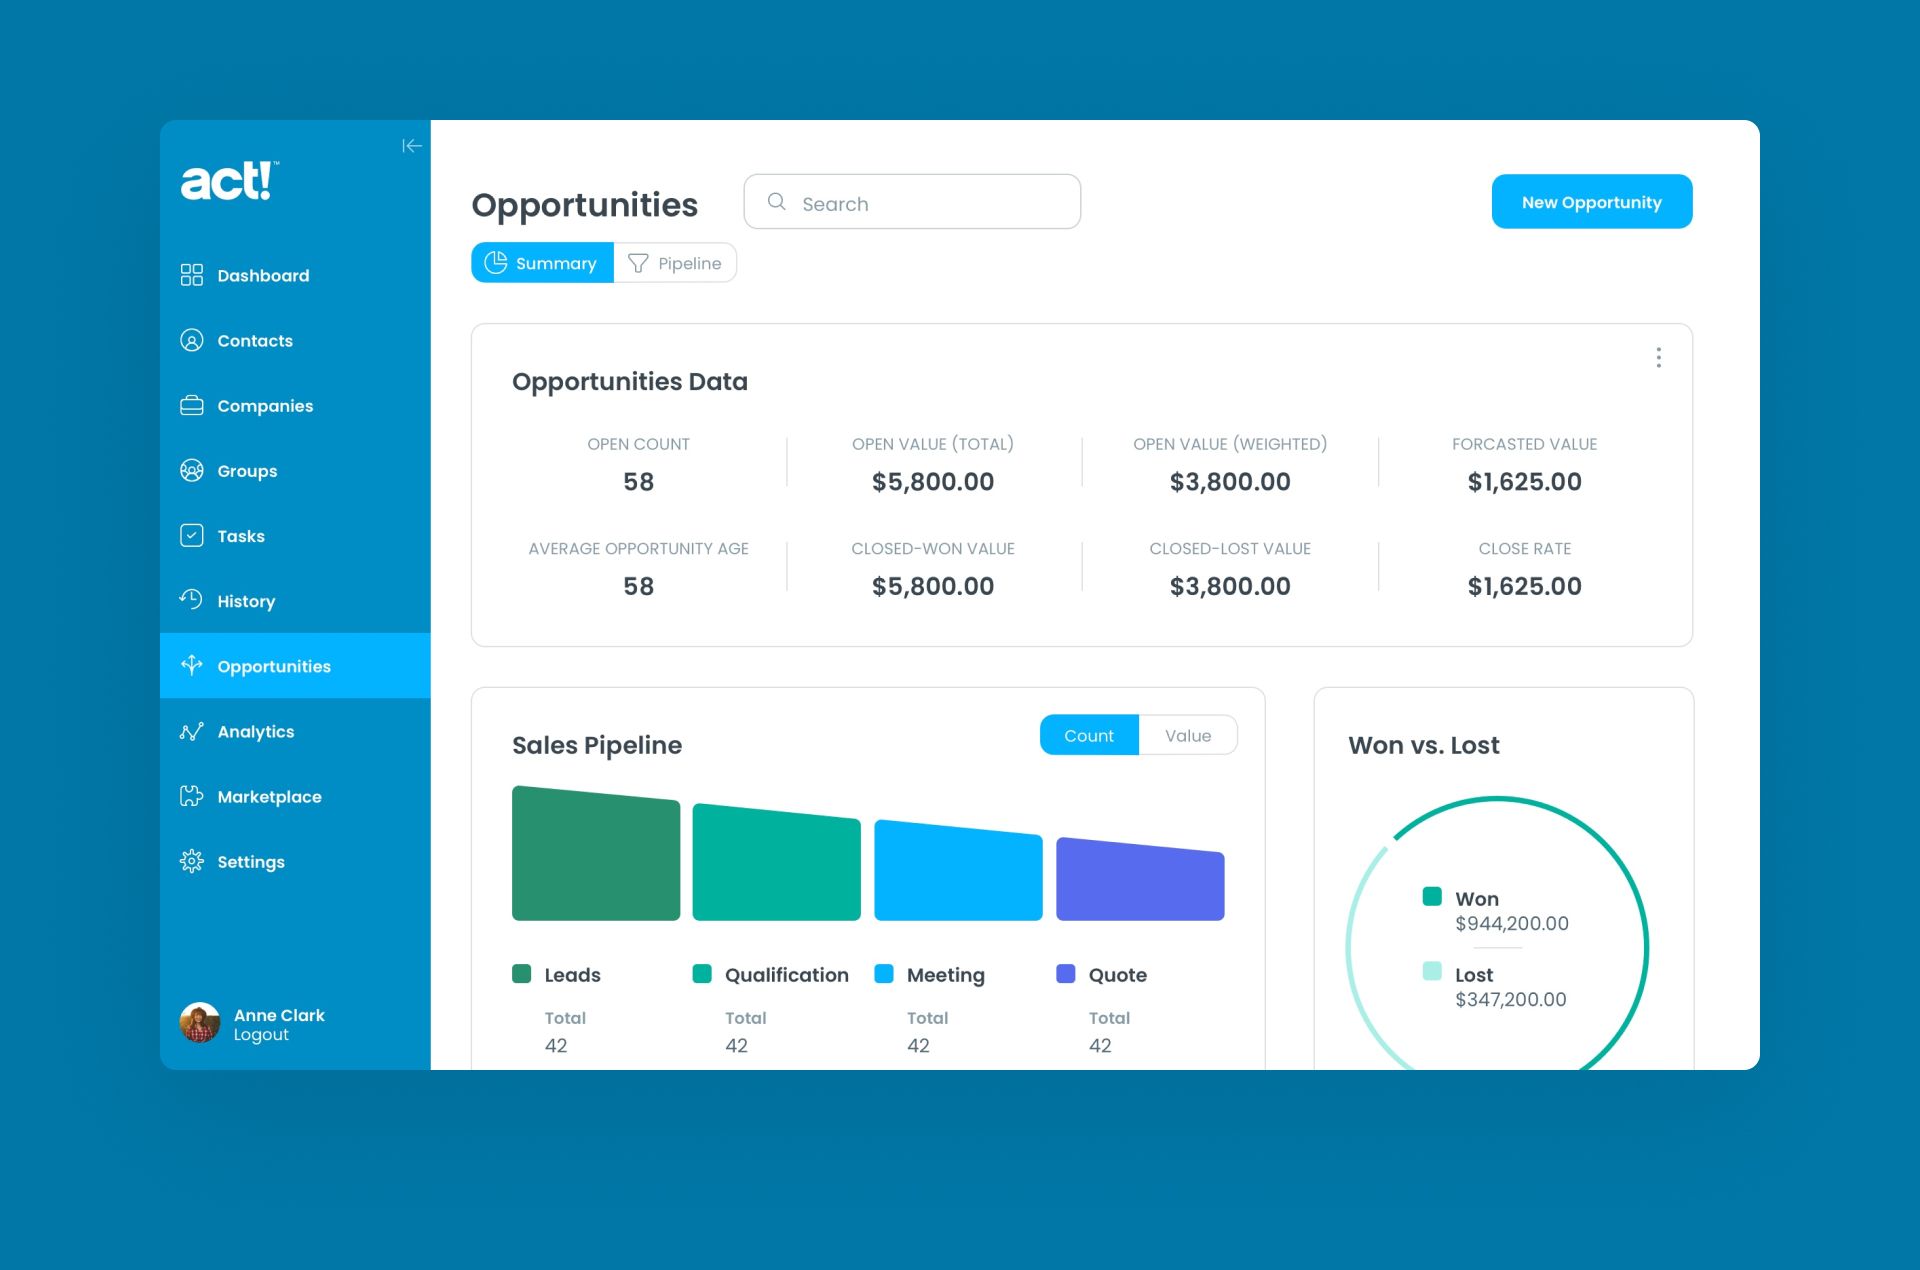 act!™
Dashboard
Contacts
Companies
Groups
Tasks
History
Opportunities
Analytics
Marketplace
Settings
Anne Clark
Logout
Opportunities
Search
New Opportunity
Summary
Pipeline
Opportunities Data
OPEN COUNT
58
OPEN VALUE (TOTAL)
$5,800.00
OPEN VALUE (WEIGHTED)
$3,800.00
FORCASTED VALUE
$1,625.00
AVERAGE OPPORTUNITY AGE
58
CLOSED-WON VALUE
$5,800.00
CLOSED-LOST VALUE
$3,800.00
CLOSE RATE
$1,625.00
Sales Pipeline
Count
Value
Leads
Total
42
Qualification
Total
42
Meeting
Total
42
Quote
Total
42
Won vs. Lost
Won
$944,200.00
Lost
$347,200.00